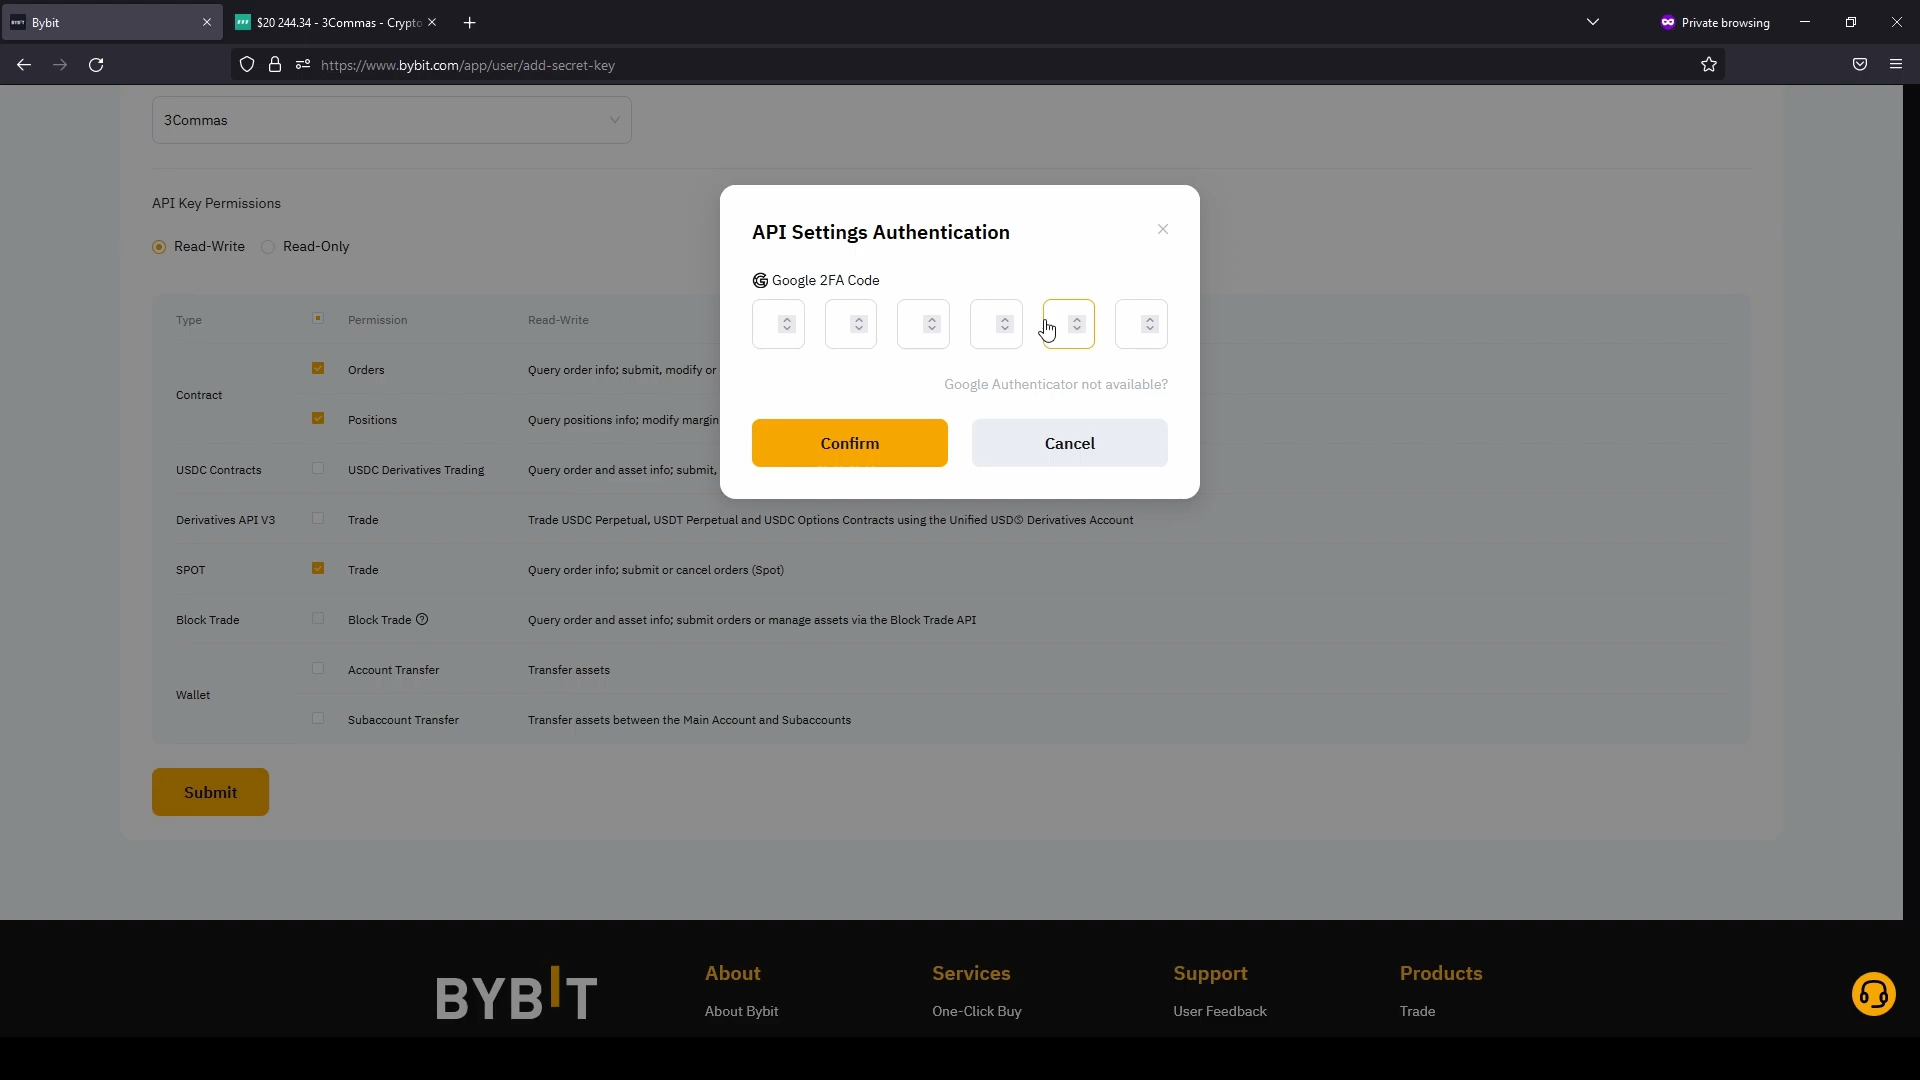 Bybit
$20 244.34 - 3Commas - Crypto
Private browsing
https://www.bybit.com/app/user/add-secret-key
3Commas
API Key Permissions
Read-Write
Read-Only
API Settings Authentication
Google 2FA Code
Google Authenticator not available?
Confirm
Cancel
Type
Permission
Read-Write
Contract
Orders
Query order info; submit, modify or
Positions
Query positions info; modify margin
USDC Contracts
USDC Derivatives Trading
Query order and asset info; submit,
Derivatives API V3
Trade
Trade USDC Perpetual, USDT Perpetual and USDC Options Contracts using the Unified USD© Derivatives Account
SPOT
Trade
Query order info; submit or cancel orders (Spot)
Block Trade
Block Trade
Query order and asset info; submit orders or manage assets via the Block Trade API
Wallet
Account Transfer
Transfer assets
Subaccount Transfer
Transfer assets between the Main Account and Subaccounts
Submit
BYBIT
About
Services
Support
Products
About Bybit
One-Click Buy
User Feedback
Trade